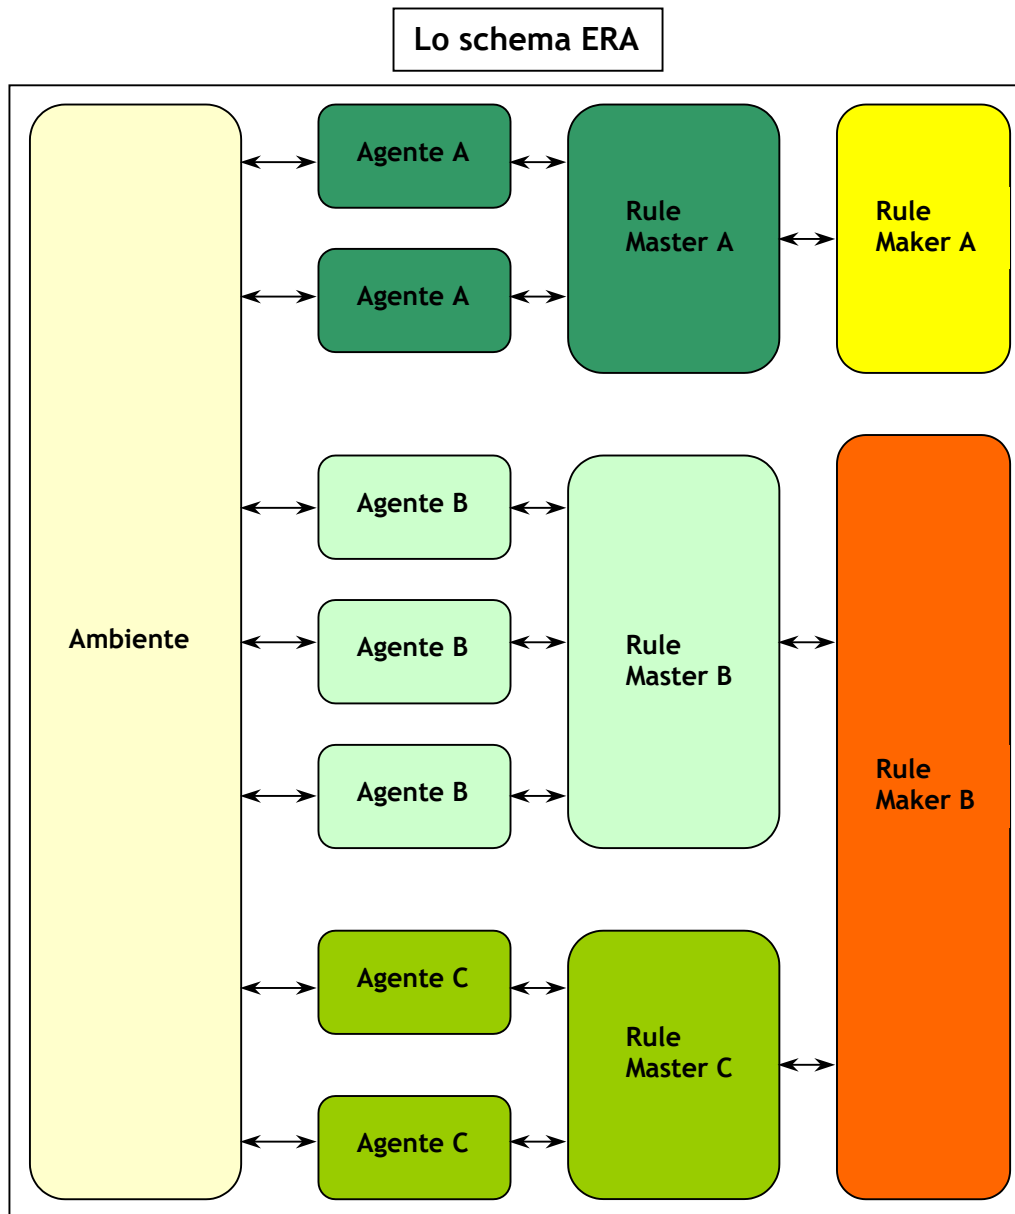 Lo schema ERA
Ambiente
Agente A
Agente A
Rule
Master A
Rule
Maker A
Agente B
Agente B
Agente B
Rule
Master B
Rule
Maker B
Agente C
Agente C
Rule
Master C